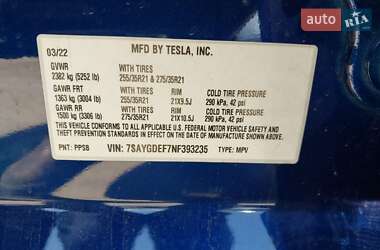 auto RIA
03/22 MFD BY TESLA, INC.
GVWR WITH TIRES
2382 kg (5252 lb) 255/35R21 & 275/35R21
GAWR FRT WITH TIRES RIM COLD TIRE PRESSURE
1363 kg (3004 lb) 255/35R21 21X9.5J 290 kPa, 42 psi
GAWR RR WITH TIRES RIM COLD TIRE PRESSURE
1500 kg (3306 lb) 275/35R21 21X10.5J 290 kPa, 42 psi
THIS VEHICLE CONFORMS TO ALL APPLICABLE U.S. FEDERAL MOTOR VEHICLE SAFETY AND
THEFT PREVENTION STANDARDS IN EFFECT ON THE DATE OF MANUFACTURE SHOWN ABOVE.
PNT: PPSB VIN: 7SAYGDEF7NF393235 TYPE: MPV